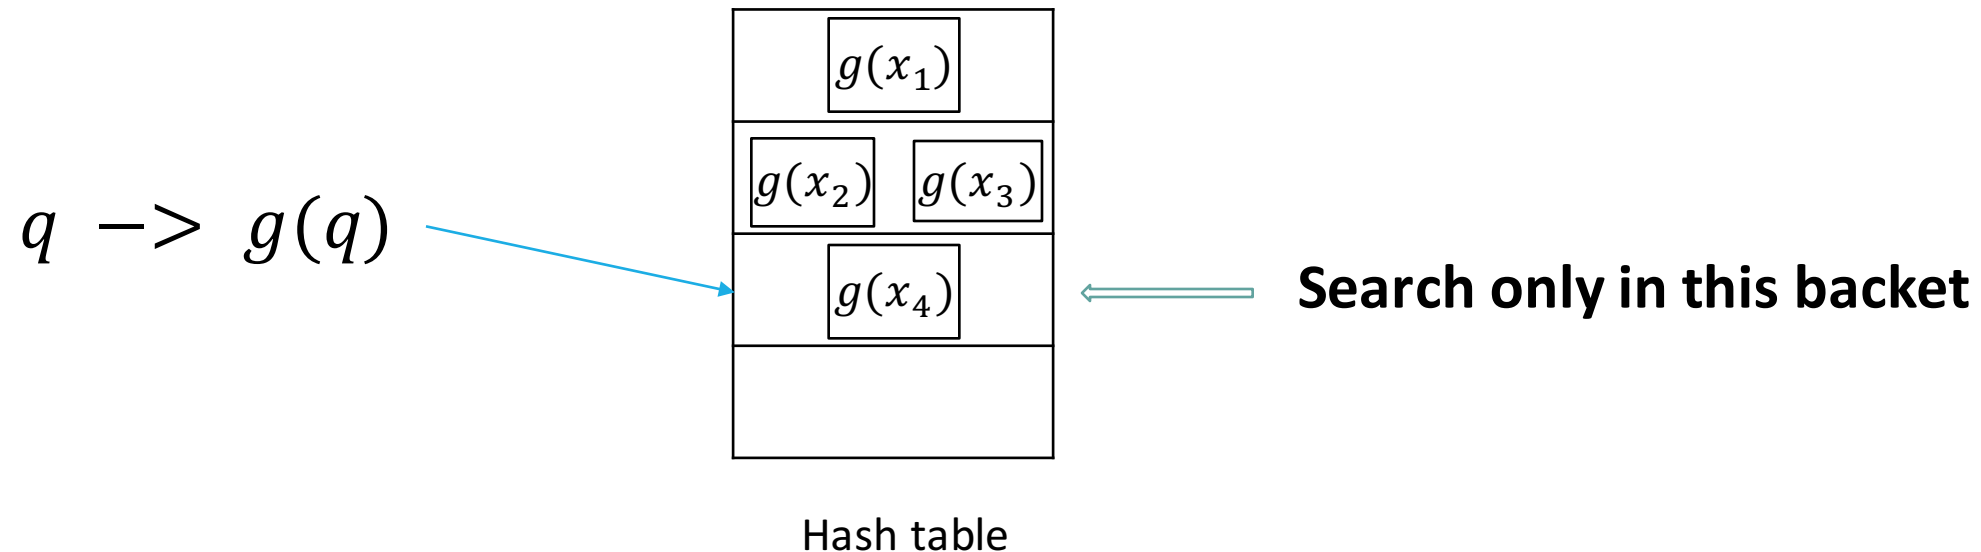 g(x₁)
g(x₂) g(x₃)
q −> g(q)
g(x₄)
Search only in this backet
Hash table